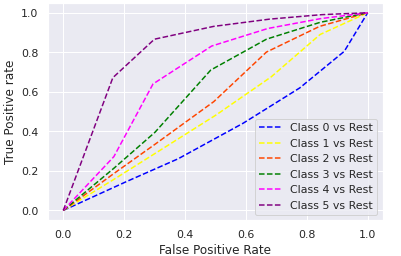 1.0
0.8
0.6
0.4
0.2
0.0
True Positive rate
Class 0 vs Rest
Class 1 vs Rest
Class 2 vs Rest
Class 3 vs Rest
Class 4 vs Rest
Class 5 vs Rest
0.0 0.2 0.4 0.6 0.8 1.0
False Positive Rate